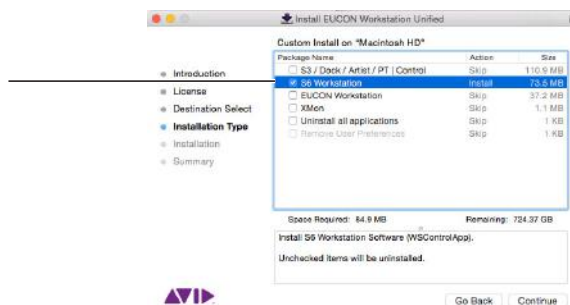 Install EUCON Workstation Unified
Custom Install on "Macintosh HD"
Package Name Action Size
S3 / Dock / Artist / PT | Control Skip 110.9 MB
S6 Workstation Install 73.5 MB
EUCON Workstation Skip 37.2 MB
XMon Skip 1.1 MB
Uninstall all applications Skip 1 KB
Remove User Preferences Skip 1 KB
Introduction
License
Destination Select
Installation Type
Installation
Summary
Space Required: 84.9 MB Remaining: 724.37 GB
Install S6 Workstation Software (WSControlApp).
Unchecked items will be uninstalled.
AVID
Go Back Continue